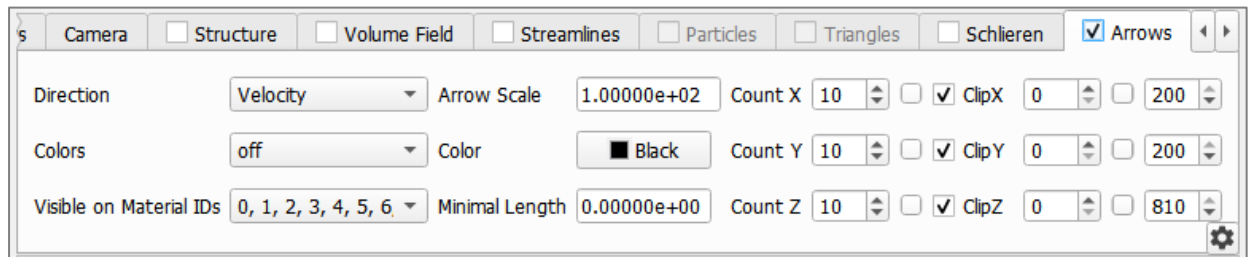 s Camera Structure Volume Field Streamlines Particles Triangles Schlieren Arrows
Direction Velocity Arrow Scale 1.00000e+02 Count X 10 ClipX 0 200
Colors off Color Black Count Y 10 ClipY 0 200
Visible on Material IDs 0, 1, 2, 3, 4, 5, 6, Minimal Length 0.00000e+00 Count Z 10 ClipZ 0 810